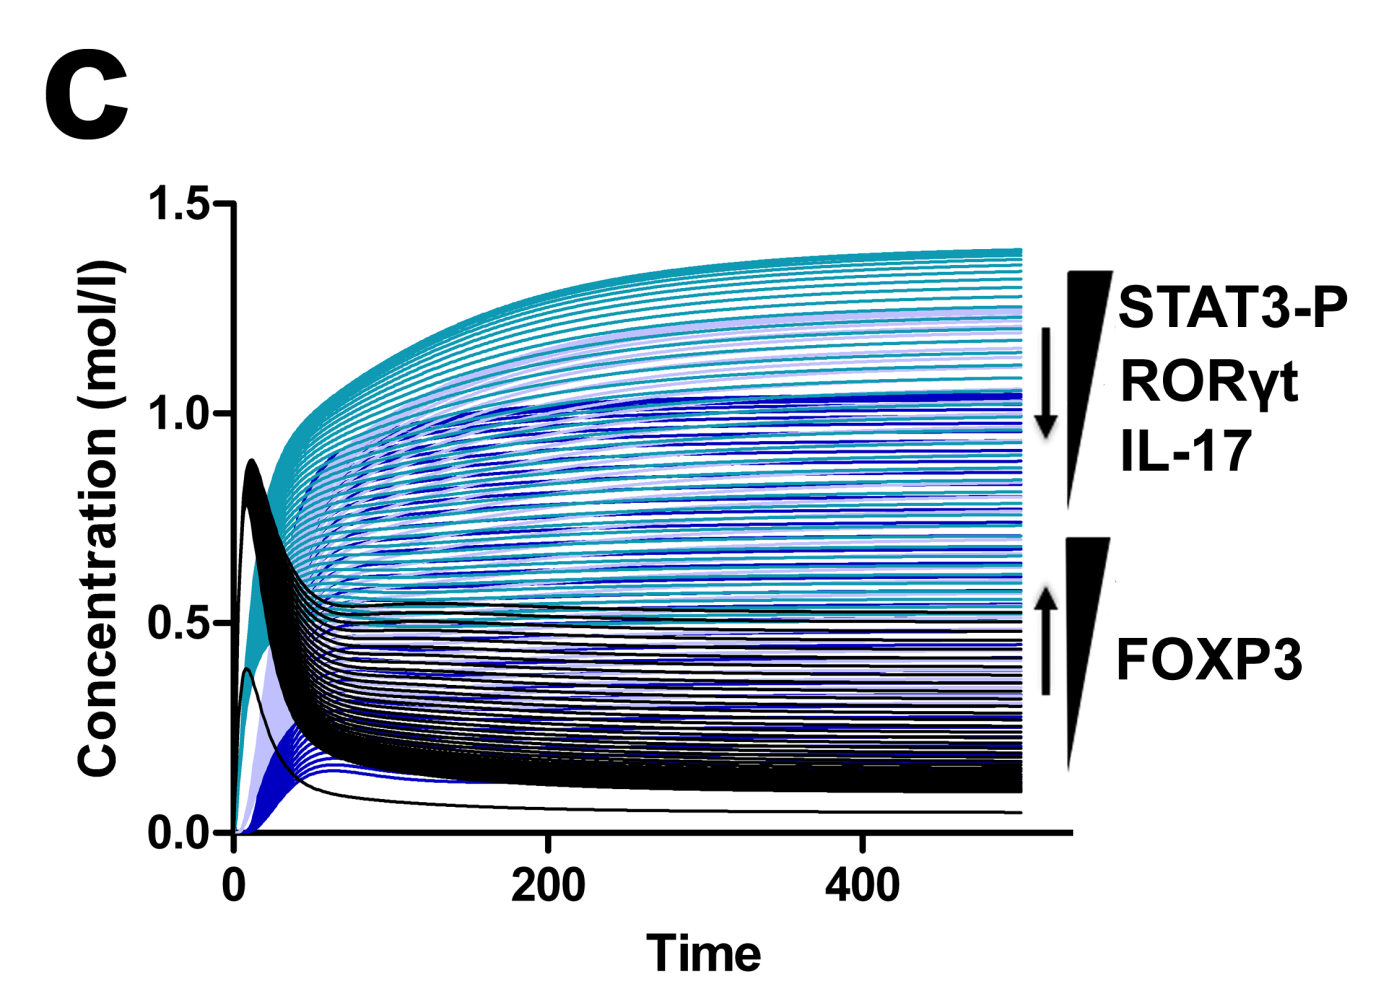 C
1.5
1.0
0.5
0.0
0
200
400
Concentration (mol/l)
Time
STAT3-P
RORγt
IL-17
FOXP3